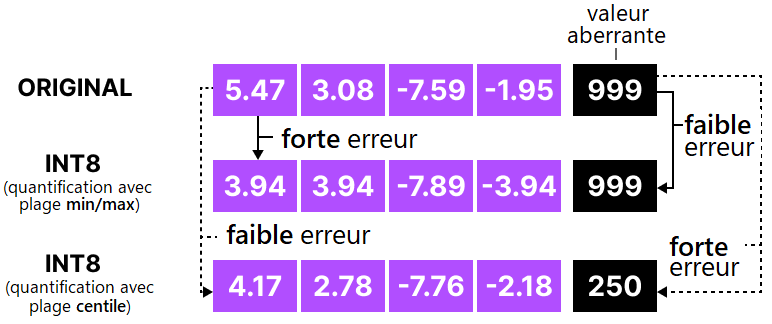 valeur
aberrante
ORIGINAL 5.47 3.08 -7.59 -1.95 999
forte erreur
faible
erreur
INT8
(quantification avec
plage min/max)
3.94 3.94 -7.89 -3.94 999
faible erreur
forte
erreur
INT8
(quantification avec
plage centile)
4.17 2.78 -7.76 -2.18 250